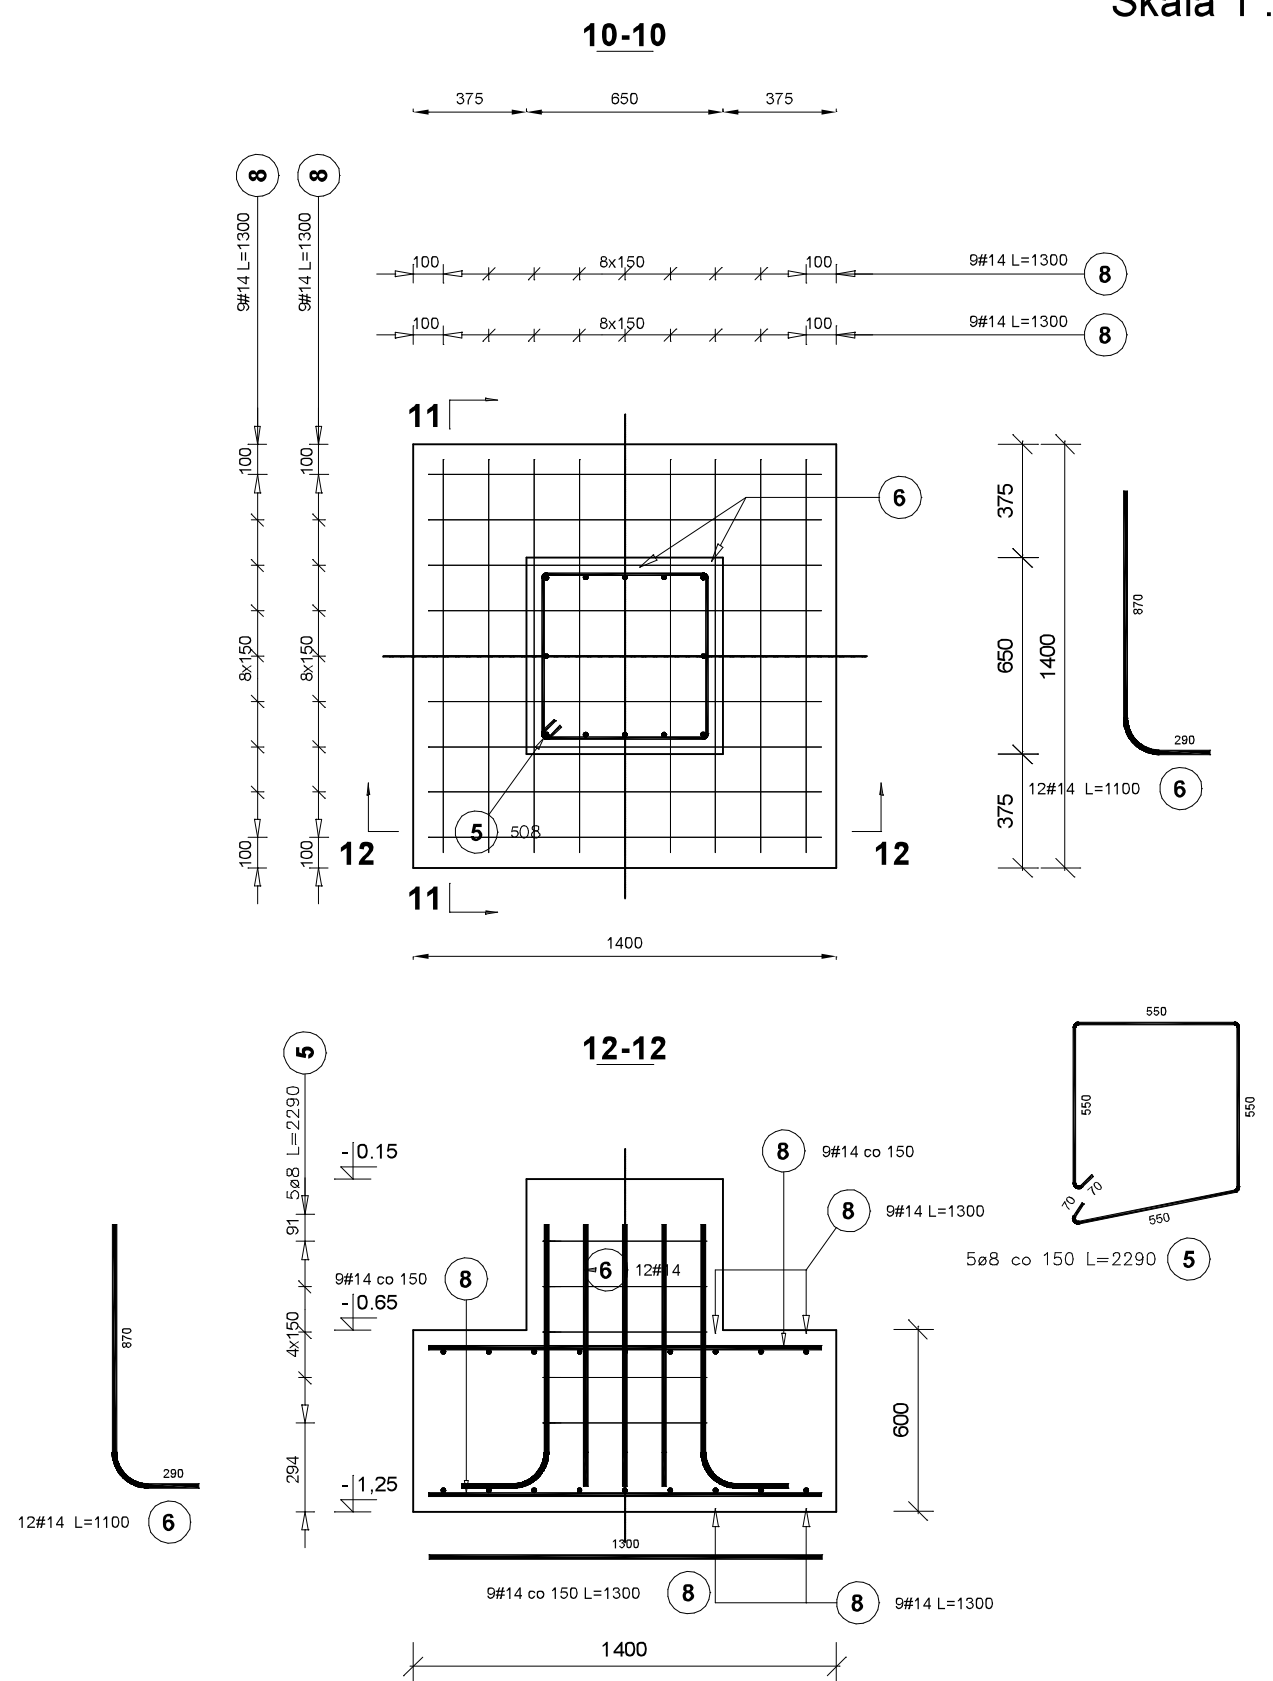 Skala 1 :
10-10
375 650 375
8 8
9#14 L=1300 9#14 L=1300
100 8x150 100 9#14 L=1300 8
100 8x150 100 9#14 L=1300 8
11
100 100
375
6
870
8x150 8x150
650 1400
290
12#14 L=1100 6
375
5 5O8
100 100
12 12
11
1400
12-12
5
5ø8 L=2290
550
550 550
70 70
550
5ø8 co 150 L=2290 5
- 0.15
8 9#14 co 150
8 9#14 L=1300
91
9#14 co 150 8
6 12#14
- 0.65
4x150
870
600
294
- 1,25
290
12#14 L=1100 6
1300
9#14 co 150 L=1300 8
8 9#14 L=1300
1400